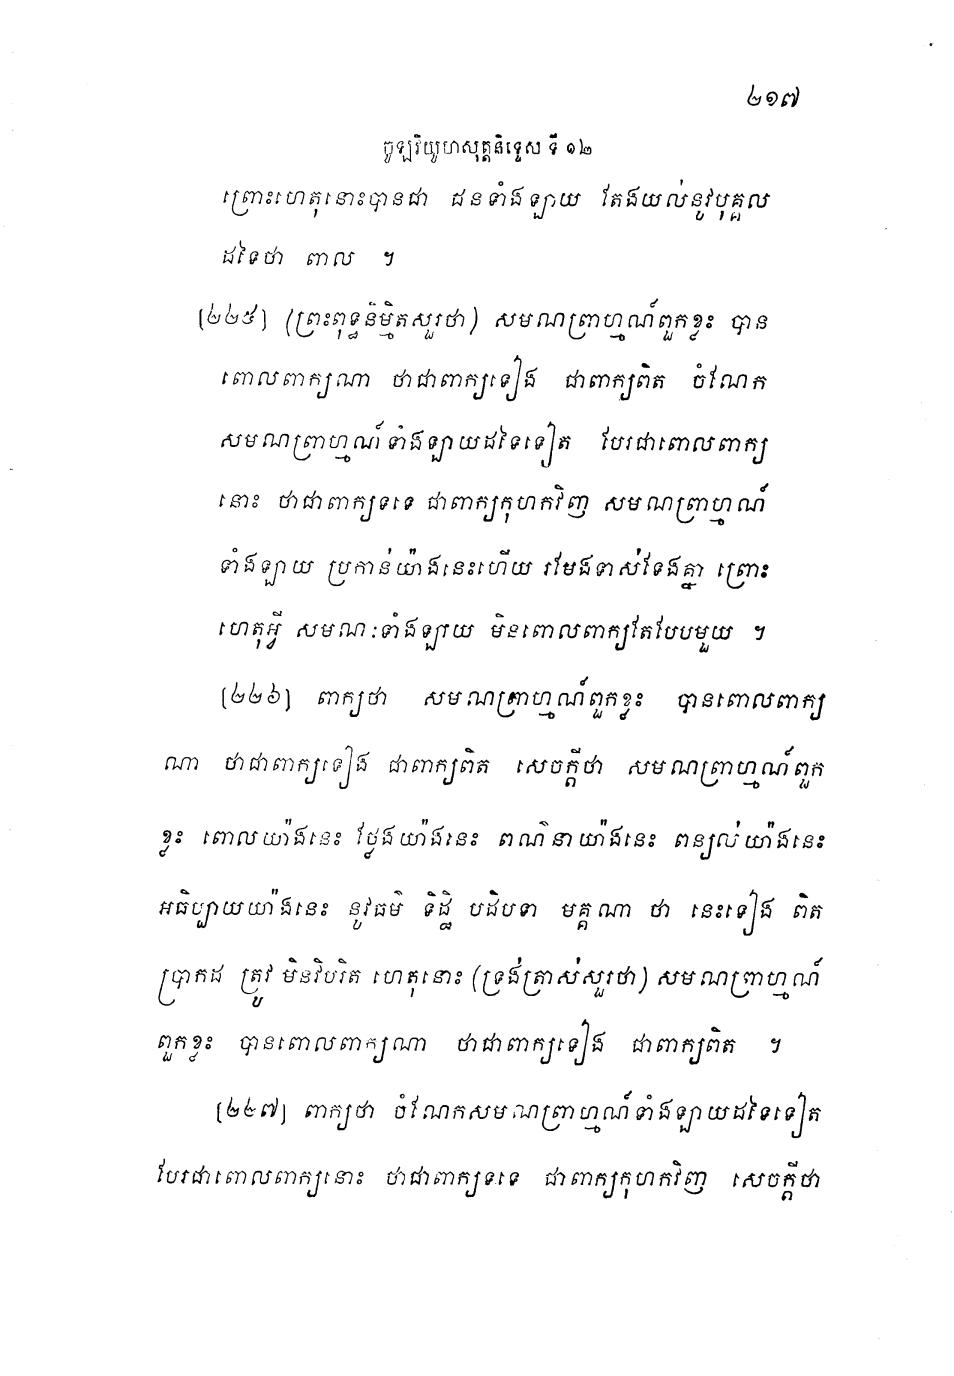 ២១៧
ចូឡវិយូហសុត្តនិទ្ទេស ទី ១២
ព្រោះហេតុនោះបានជា ជនទាំងឡាយ តែងយល់នូវបុគ្គល
ដទៃថា ពាល ។
[២២៥] (ព្រះពុទ្ធនិម្មិតសួរថា) សមណព្រាហ្មណ៍ពួកខ្លះ បាន
ពោលពាក្យណា ថាជាពាក្យទៀង ជាពាក្យពិត ចំណែក
សមណព្រាហ្មណ៍ទាំងឡាយដទៃទៀត បែរជាពោលពាក្យ
នោះ ថាជាពាក្យទទេ ជាពាក្យកុហកវិញ សមណព្រាហ្មណ៍
ទាំងឡាយ ប្រកាន់យ៉ាងនេះហើយ រមែងទាស់ទែងគ្នា ព្រោះ
ហេតុអ្វី សមណៈទាំងឡាយ មិនពោលពាក្យតែបែបមួយ ។
[២២៦] ពាក្យថា សមណព្រាហ្មណ៍ពួកខ្លះ បានពោលពាក្យ
ណា ថាជាពាក្យទៀង ជាពាក្យពិត សេចក្តីថា សមណព្រាហ្មណ៍ពួក
ខ្លះ ពោលយ៉ាងនេះ ថ្លែងយ៉ាងនេះ ពណ៌នាយ៉ាងនេះ ពន្យល់យ៉ាងនេះ
អធិប្បាយយ៉ាងនេះ នូវធម៌ ទិដ្ឋិ បដិបទា មគ្គណា ថា នេះទៀង ពិត
ប្រាកដ ត្រូវ មិនវិបរិត ហេតុនោះ (ទ្រង់ត្រាស់សួរថា) សមណព្រាហ្មណ៍
ពួកខ្លះ បានពោលពាក្យណា ថាជាពាក្យទៀង ជាពាក្យពិត ។
[២២៧] ពាក្យថា ចំណែកសមណព្រាហ្មណ៍ទាំងឡាយដទៃទៀត
បែរជាពោលពាក្យនោះ ថាជាពាក្យទទេ ជាពាក្យកុហកវិញ សេចក្តីថា